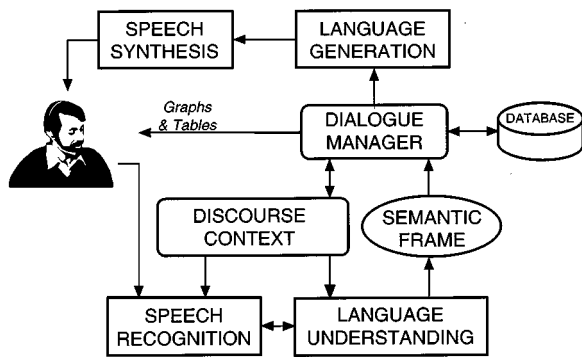 SPEECH
SYNTHESIS
LANGUAGE
GENERATION
Graphs
& Tables
DIALOGUE
MANAGER
DATABASE
DISCOURSE
CONTEXT
SEMANTIC
FRAME
SPEECH
RECOGNITION
LANGUAGE
UNDERSTANDING